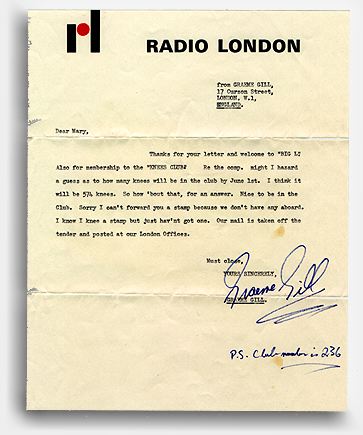 RADIO LONDON
from GRAEME GILL,
17 Curzon Street,
LONDON, W.1,
ENGLAND.
Dear Mary,
Thanks for your letter and welcome to "BIG L"
Also for membership to the "KNEES CLUB". Re the comp. might I hazard
a guess as to how many knees will be in the club by June 1st. I think it
will be 574 knees. So how 'bout that, for an answer. Nice to be in the
Club. Sorry I can't forward you a stamp because we don't have any aboard.
I know I knee a stamp but just hav'nt got one. Our mail is taken off the
tender and posted at our London Offices.
Must close,
YOURS SINCERELY,
Graeme Gill
GRAEME GILL.
P.S. Club number is 236